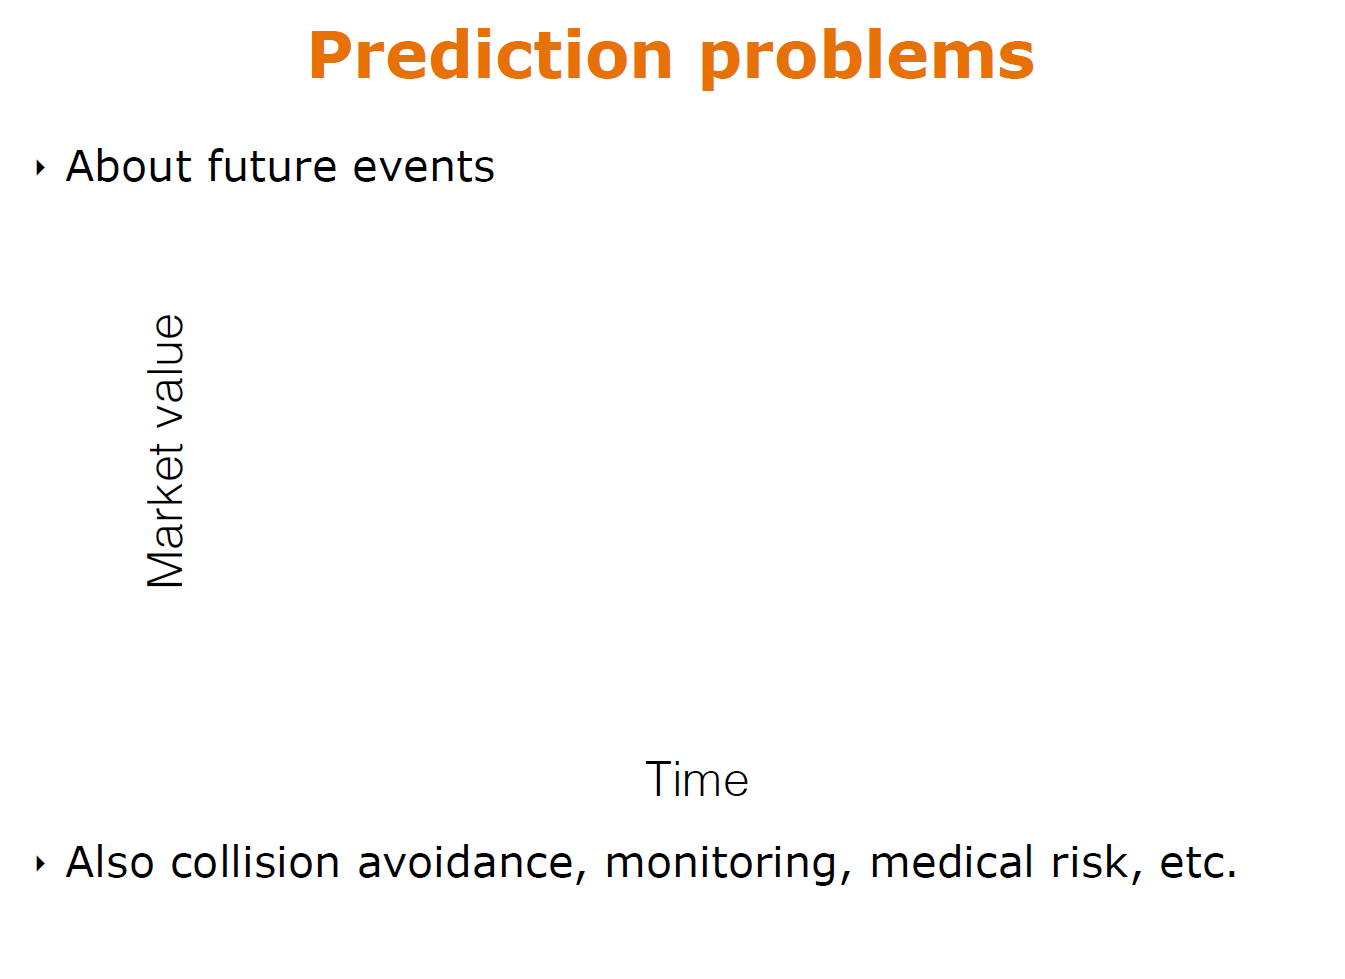 Prediction problems
‣ About future events
Market value
Time
‣ Also collision avoidance, monitoring, medical risk, etc.